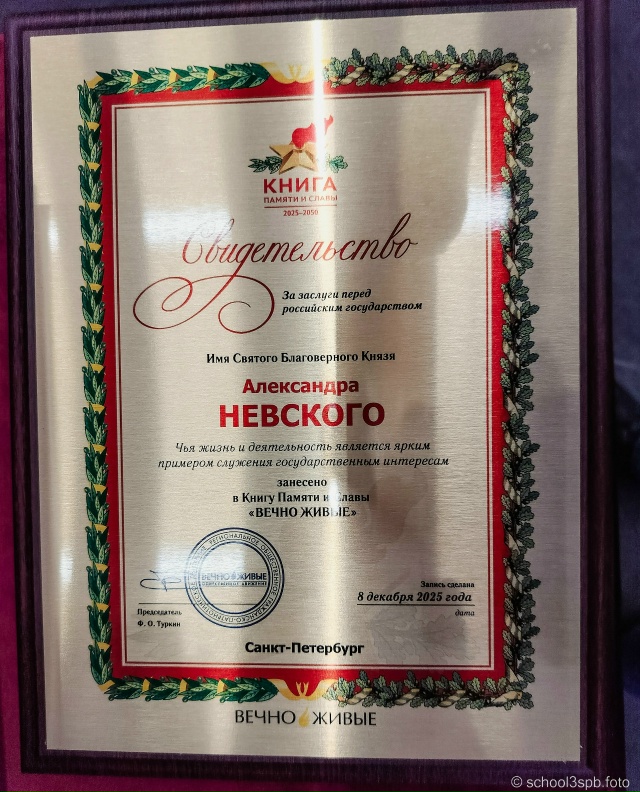 КНИГА
ПАМЯТИ И СЛАВЫ
2025-2050
Свидетельство
За заслуги перед
российским государством
Имя Святого Благоверного Князя
Александра
НЕВСКОГО
Чья жизнь и деятельность является ярким
примером служения государственным интересам
занесено
в Книгу Памяти и Славы
«ВЕЧНО ЖИВЫЕ»
ВЕЧНО ЖИВЫЕ
Председатель
Ф. О. Туркин
Запись сделана
8 декабря 2025 года
дата
Санкт-Петербург
ВЕЧНО ЖИВЫЕ
© school3spb.foto